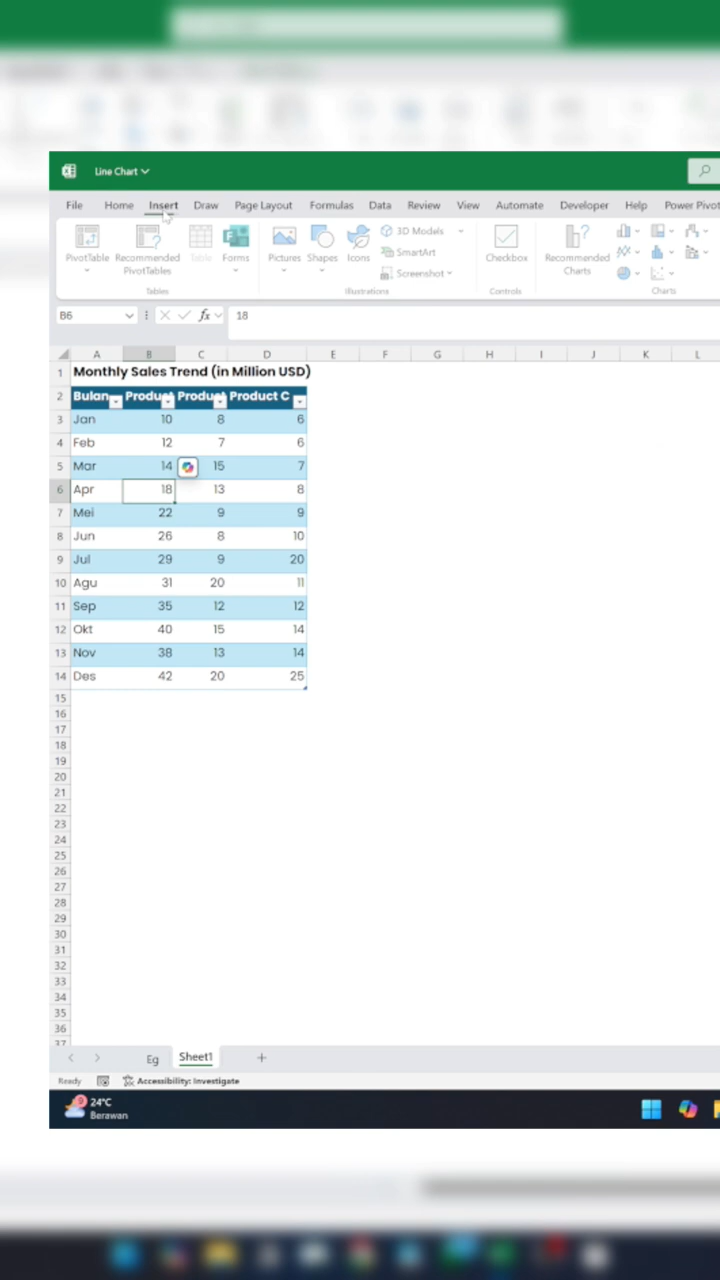 Line Chart
File Home Insert Draw Page Layout Formulas Data Review View Automate Developer Help Power Pivot
PivotTable Recommended PivotTables Table Forms Pictures Shapes Icons 3D Models SmartArt Screenshot Checkbox Recommended Charts
Tables Illustrations Controls Charts
B6 fx 18
A B C D E F G H I J K L
1 Monthly Sales Trend (in Million USD)
2 Bulan Product Product Product C
3 Jan 10 8 6
4 Feb 12 7 6
5 Mar 14 15 7
6 Apr 18 13 8
7 Mei 22 9 9
8 Jun 26 8 10
9 Jul 29 9 20
10 Agu 31 20 11
11 Sep 35 12 12
12 Okt 40 15 14
13 Nov 38 13 14
14 Des 42 20 25
15
16
17
18
19
20
21
22
23
24
25
26
27
28
29
30
31
32
33
34
35
36
37
Eg Sheet1
Ready Accessibility: Investigate
24°C
Berawan